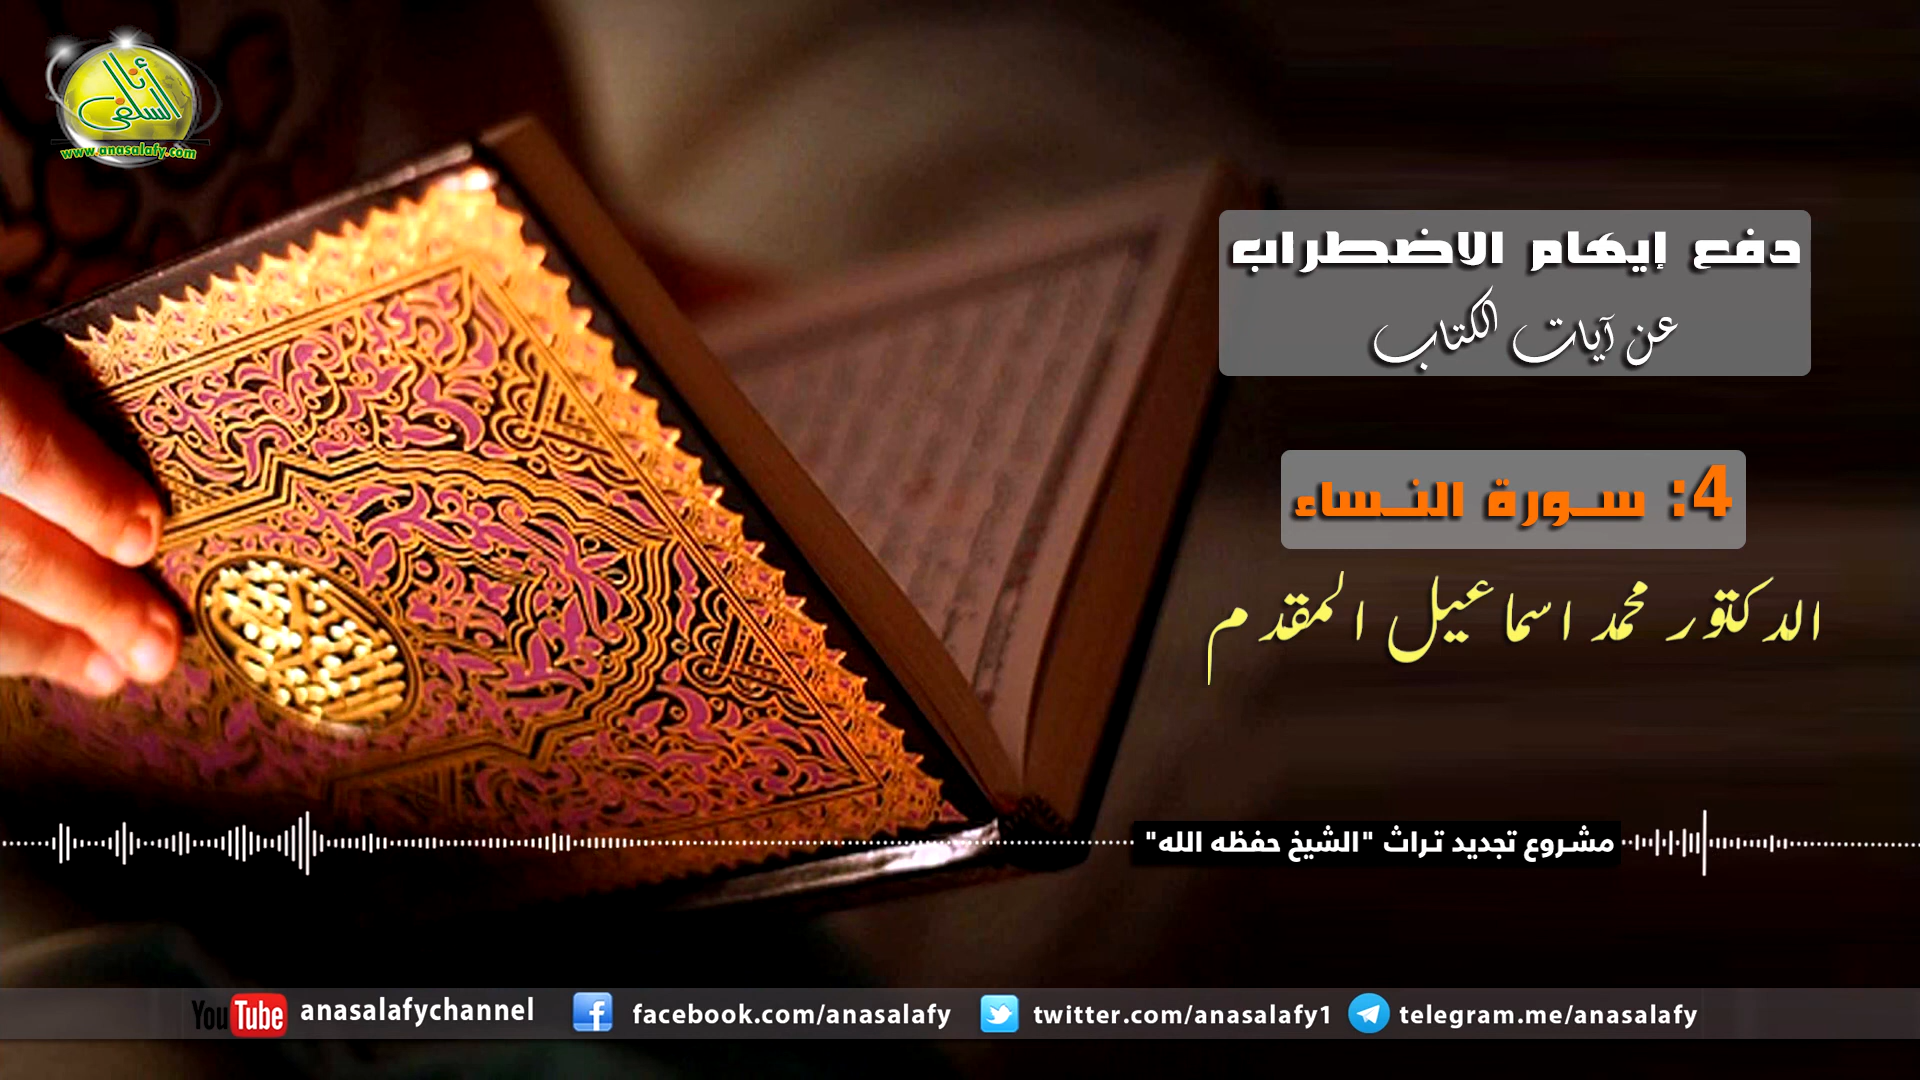 أنا السلفي
www.anasalafy.com
دفع إيهام الاضطراب
عن آيات الكتاب
4: سورة النساء
الدكتور محمد اسماعيل المقدم
مشروع تجديد تراث "الشيخ حفظه الله"
YouTube anasalafychannel facebook.com/anasalafy twitter.com/anasalafy1 telegram.me/anasalafy